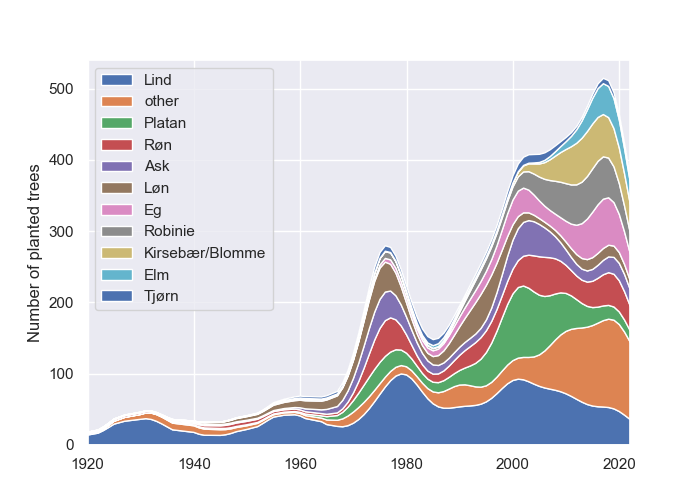 500
400
300
200
100
0
Number of planted trees
Lind
other
Platan
Røn
Ask
Løn
Eg
Robinie
Kirsebær/Blomme
Elm
Tjørn
1920 1940 1960 1980 2000 2020